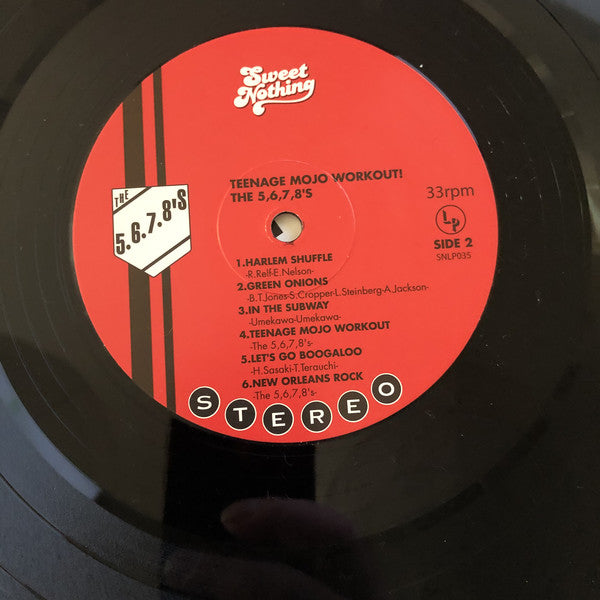 Sweet
Nothing
THE
5.6.7.8'S
TEENAGE MOJO WORKOUT!
THE 5,6,7,8'S
33rpm
LP
SIDE 2
SNLP035
1.HARLEM SHUFFLE
-R.Relf-E.Nelson-
2.GREEN ONIONS
-B.T.Jones-S.Cropper-L.Steinberg-A.Jackson-
3.IN THE SUBWAY
-Umekawa-Umekawa-
4.TEENAGE MOJO WORKOUT
-The 5,6,7,8's-
5.LET'S GO BOOGALOO
-H.Sasaki-T.Terauchi-
6.NEW ORLEANS ROCK
-The 5,6,7,8's-
STEREO